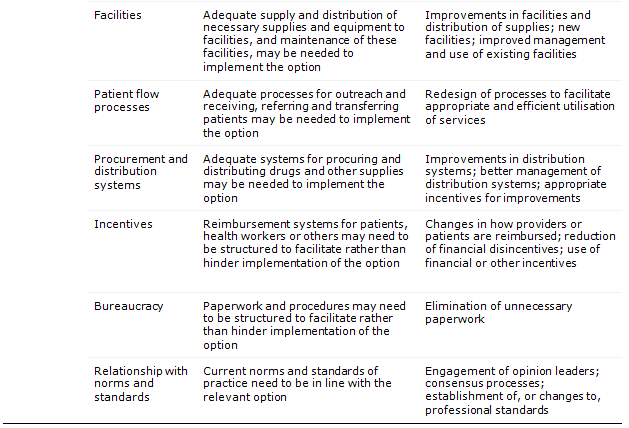 Facilities
Adequate supply and distribution of
necessary supplies and equipment to
facilities, and maintenance of these
facilities, may be needed to
implement the option
Improvements in facilities and
distribution of supplies; new
facilities; improved management
and use of existing facilities
Patient flow
processes
Adequate processes for outreach and
receiving, referring and transferring
patients may be needed to implement
the option
Redesign of processes to facilitate
appropriate and efficient utilisation
of services
Procurement and
distribution
systems
Adequate systems for procuring and
distributing drugs and other supplies
may be needed to implement the
option
Improvements in distribution
systems; better management of
distribution systems; appropriate
incentives for improvements
Incentives
Reimbursement systems for patients,
health workers or others may need to
be structured to facilitate rather than
hinder implementation of the option
Changes in how providers or
patients are reimbursed; reduction
of financial disincentives; use of
financial or other incentives
Bureaucracy
Paperwork and procedures may need
to be structured to facilitate rather
than hinder implementation of the
option
Elimination of unnecessary
paperwork
Relationship with
norms and
standards
Current norms and standards of
practice need to be in line with the
relevant option
Engagement of opinion leaders;
consensus processes;
establishment of, or changes to,
professional standards